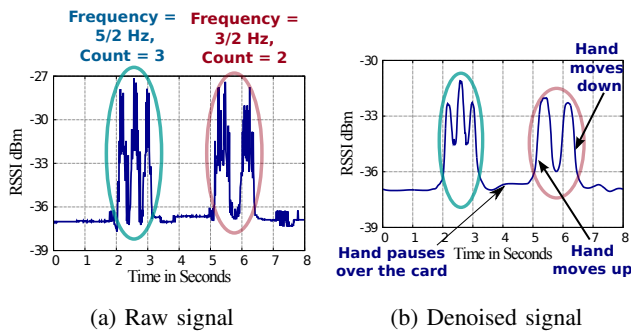 Frequency =
5/2 Hz,
Count = 3
Frequency =
3/2 Hz,
Count = 2
-27
-30
-33
-36
-39
RSSI dBm
0 1 2 3 4 5 6 7 8
Time in Seconds
(a) Raw signal
Hand
moves
down
-30
-33
-36
-39
RSSI dBm
0 1 2 3 4 5 6 7 8
Time in Seconds
Hand pauses
over the card
Hand
moves up
(b) Denoised signal